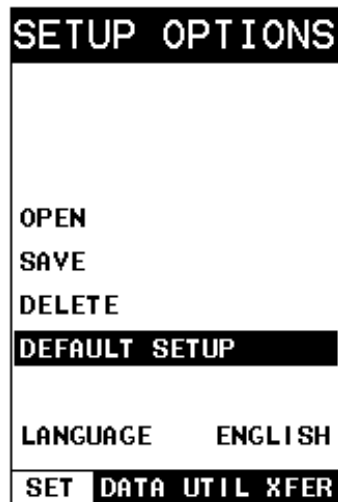 SETUP OPTIONS
OPEN
SAVE
DELETE
DEFAULT SETUP
LANGUAGE ENGLISH
SET DATA UTIL XFER